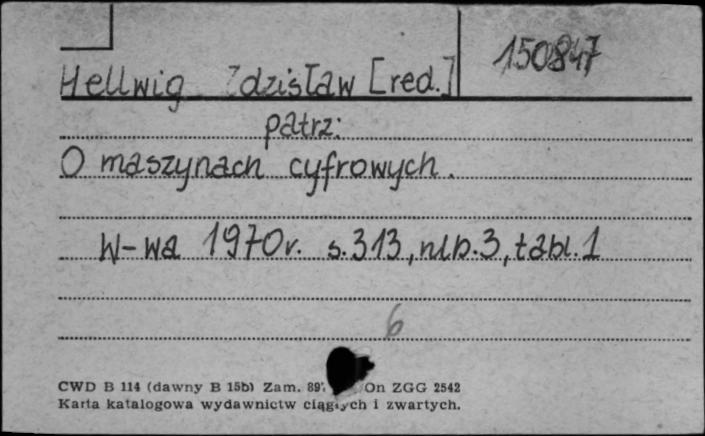 150847
Hellwig Zdzisław [red.]
patrz:
O maszynach cyfrowych.
W-wa 1970r. s.313, nlb.3, tabl.1
6
CWD B 114 (dawny B 15b) Zam. On ZGG 2542
Karta katalogowa wydawnictw ciągłych i zwartych.